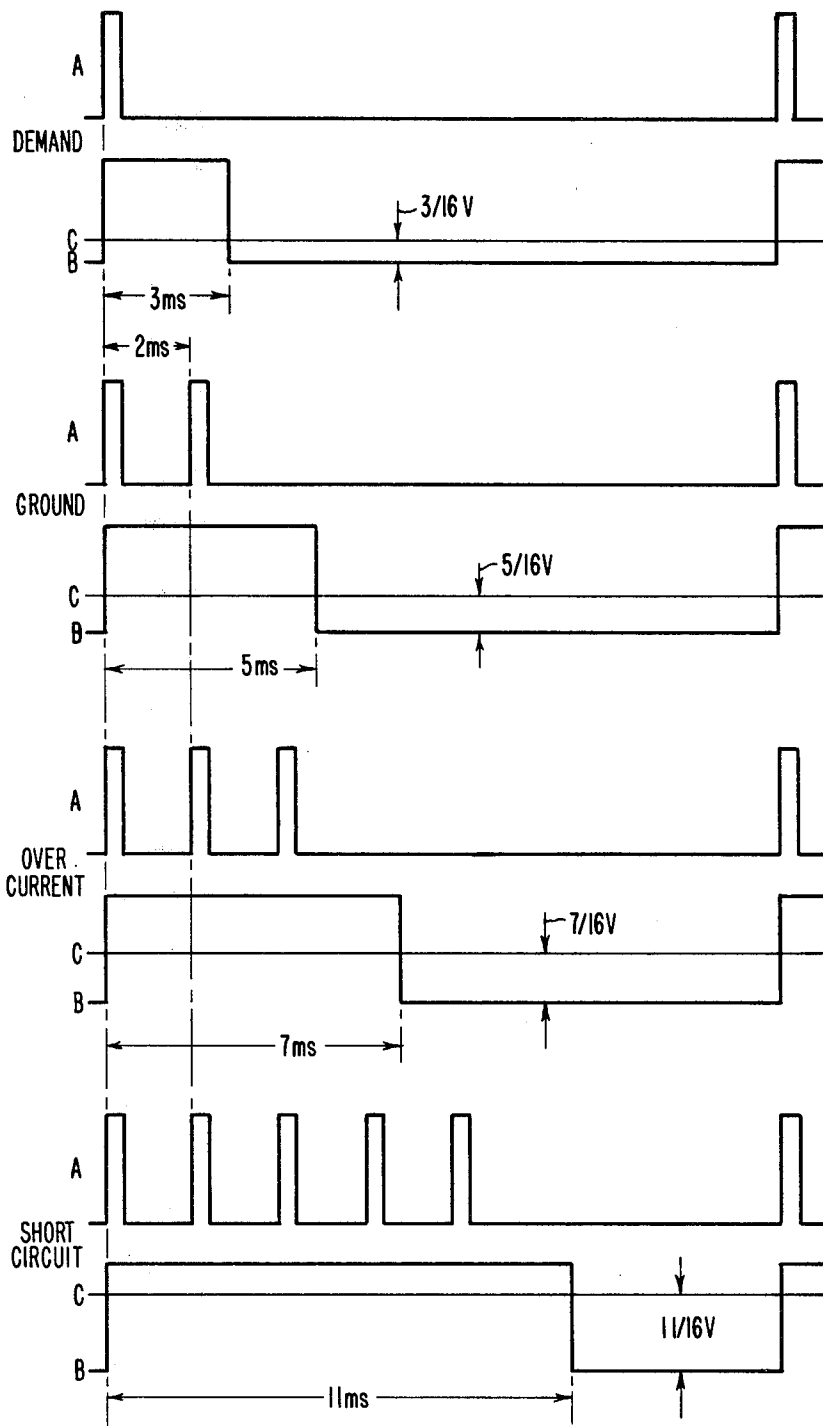 A
DEMAND
3/16 V
C
B
3ms
2ms
A
GROUND
5/16V
C
B
5ms
A
OVER
CURRENT
7/16V
C
B
7ms
A
SHORT
CIRCUIT
C
11/16V
B
11ms